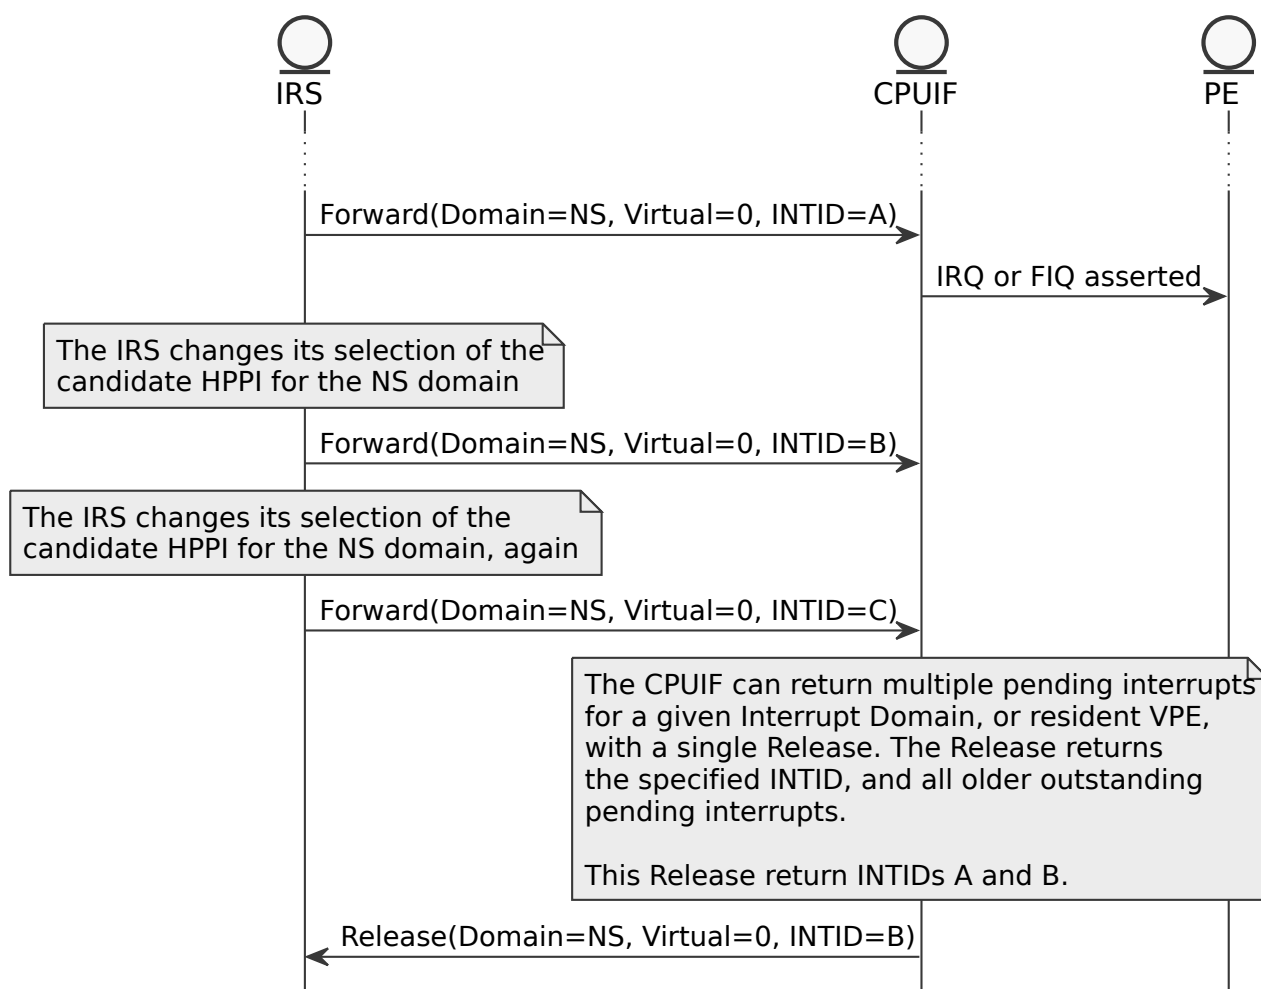 IRS
CPUIF
PE
Forward(Domain=NS, Virtual=0, INTID=A)
IRQ or FIQ asserted
The IRS changes its selection of the
candidate HPPI for the NS domain
Forward(Domain=NS, Virtual=0, INTID=B)
The IRS changes its selection of the
candidate HPPI for the NS domain, again
Forward(Domain=NS, Virtual=0, INTID=C)
The CPUIF can return multiple pending interrupts
for a given Interrupt Domain, or resident VPE,
with a single Release. The Release returns
the specified INTID, and all older outstanding
pending interrupts.
This Release return INTIDs A and B.
Release(Domain=NS, Virtual=0, INTID=B)